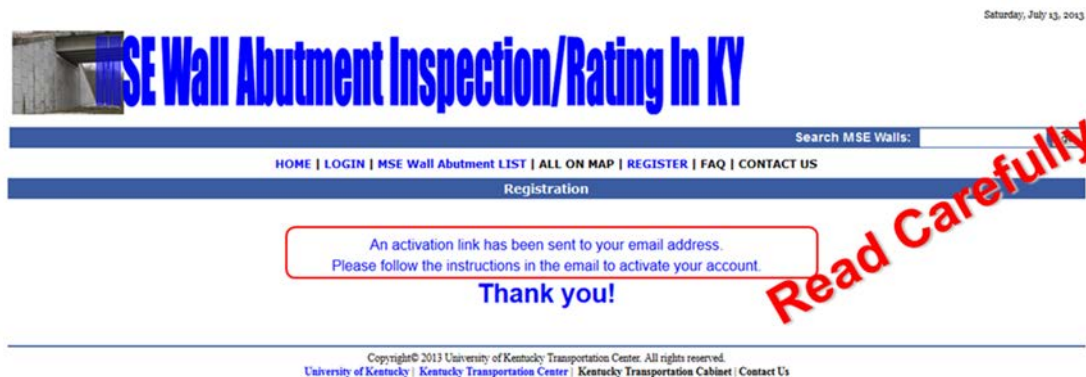 Saturday, July 13, 2013
MSE Wall Abutment Inspection/Rating In KY
Search MSE Walls:
HOME | LOGIN | MSE Wall Abutment LIST | ALL ON MAP | REGISTER | FAQ | CONTACT US
Registration
Read Carefully
An activation link has been sent to your email address.
Please follow the instructions in the email to activate your account.
Thank you!
Copyright© 2013 University of Kentucky Transportation Center. All rights reserved.
University of Kentucky | Kentucky Transportation Center | Kentucky Transportation Cabinet | Contact Us